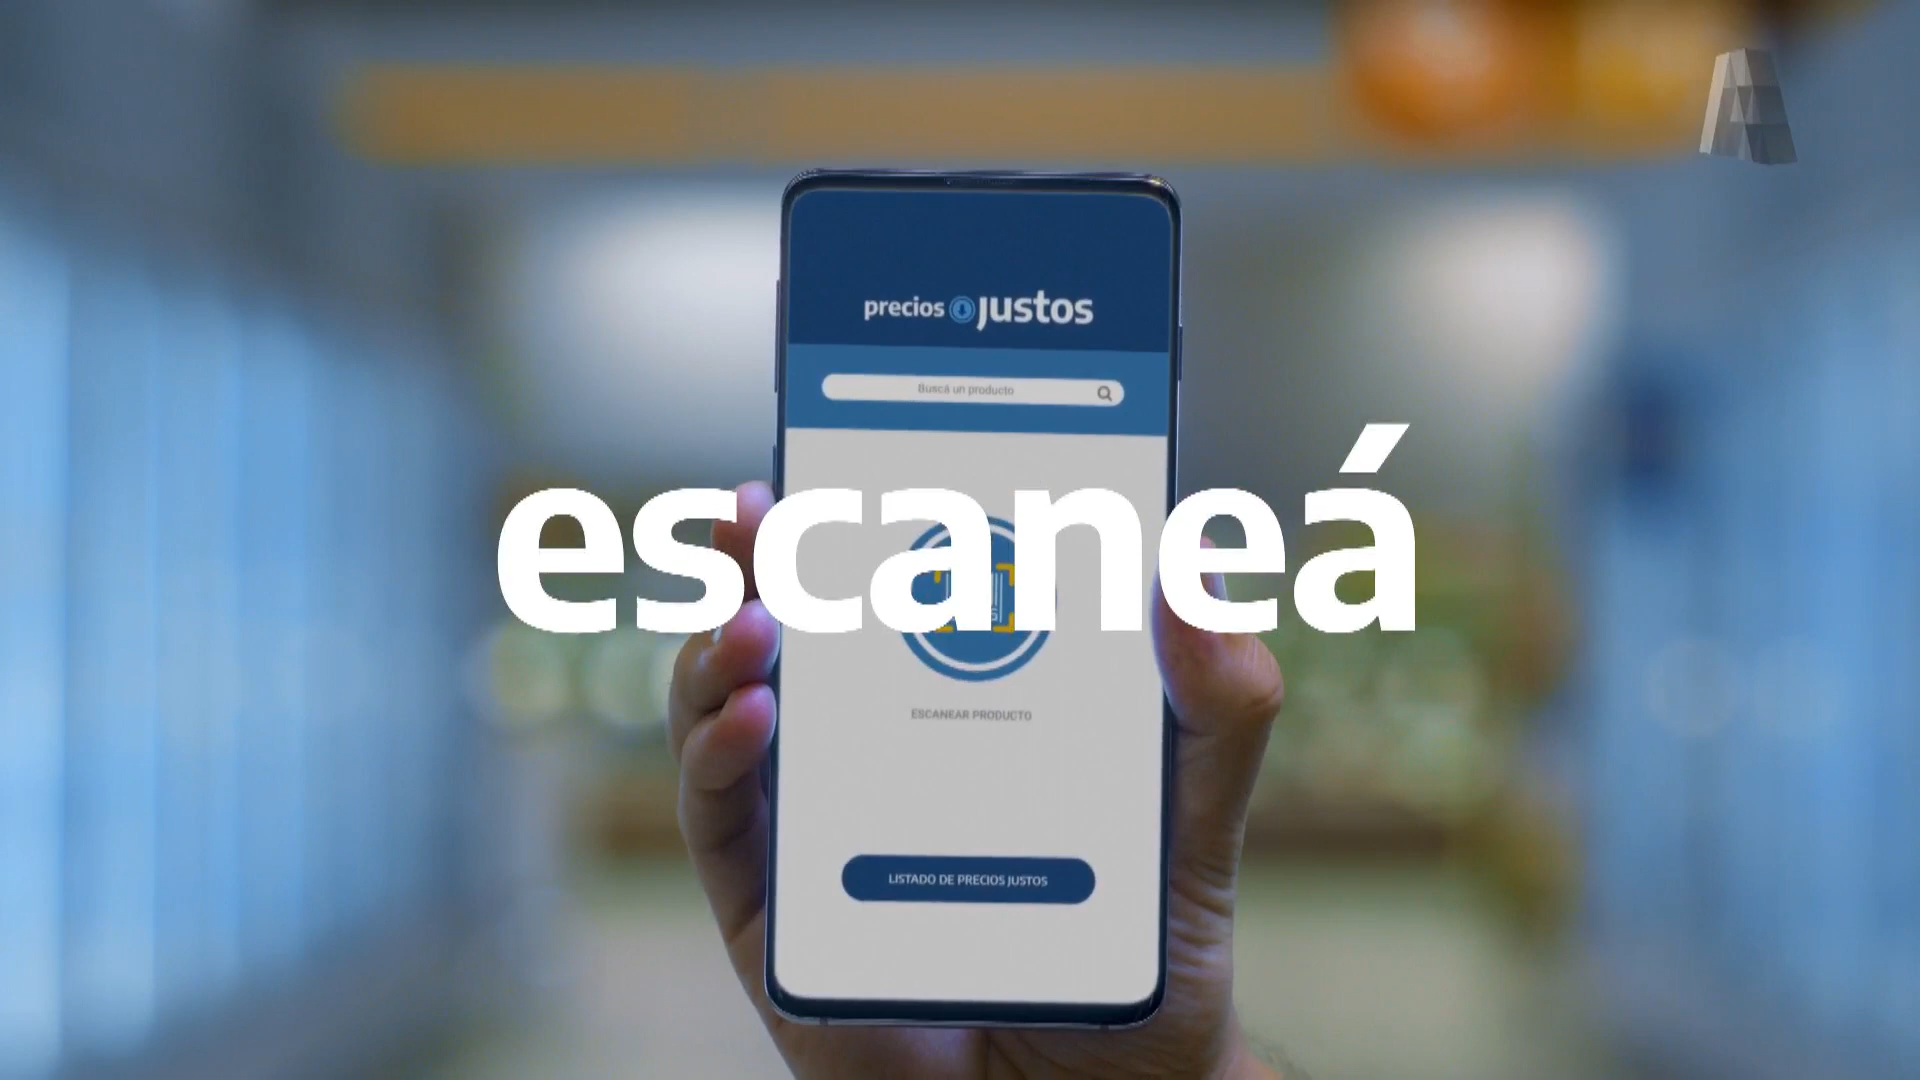 precios justos
Buscá un producto
escaneá
ESCANEAR PRODUCTO
LISTADO DE PRECIOS JUSTOS
A